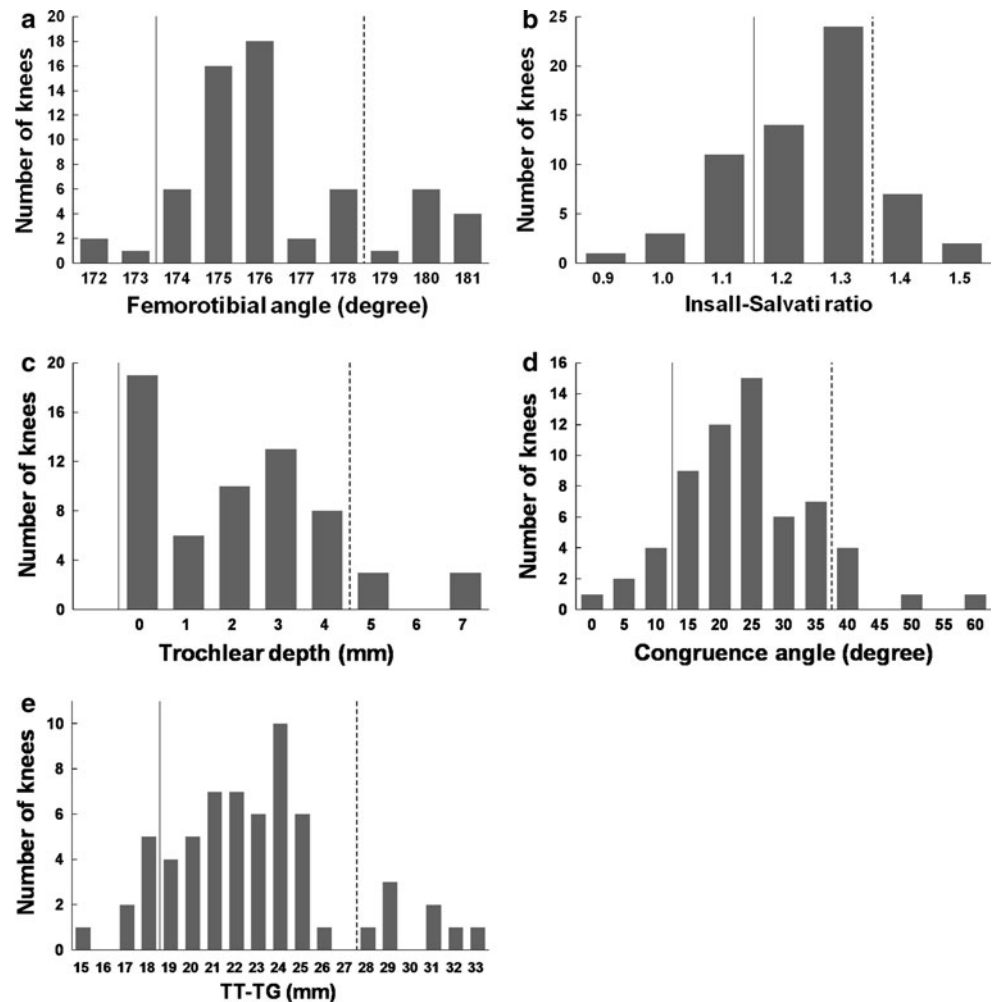 a
20
18
16
14
12
10
8
6
4
2
0
Number of knees
172 173 174 175 176 177 178 179 180 181
Femorotibial angle (degree)
b
25
20
15
10
5
0
Number of knees
0.9 1.0 1.1 1.2 1.3 1.4 1.5
Insall-Salvati ratio
c
20
16
12
8
4
0
Number of knees
0 1 2 3 4 5 6 7
Trochlear depth (mm)
d
16
14
12
10
8
6
4
2
0
Number of knees
0 5 10 15 20 25 30 35 40 45 50 55 60
Congruence angle (degree)
e
10
8
6
4
2
0
Number of knees
15 16 17 18 19 20 21 22 23 24 25 26 27 28 29 30 31 32 33
TT-TG (mm)